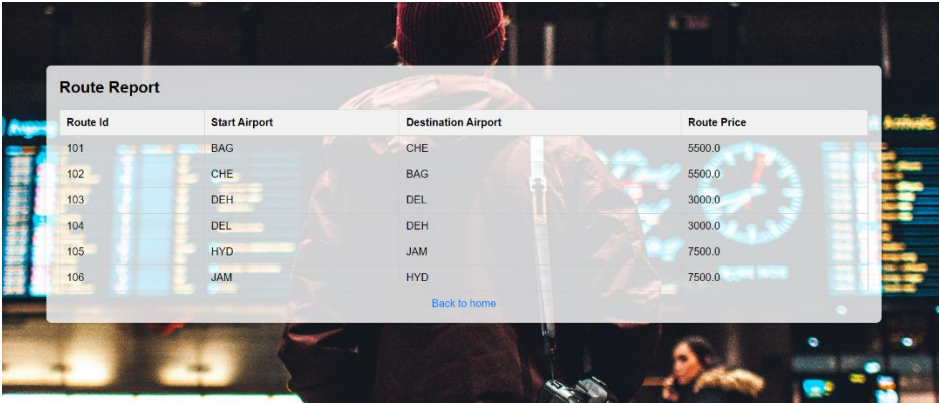 Route Report
Route Id Start Airport Destination Airport Route Price
101 BAG CHE 5500.0
102 CHE BAG 5500.0
103 DEH DEL 3000.0
104 DEL DEH 3000.0
105 HYD JAM 7500.0
106 JAM HYD 7500.0
Back to home